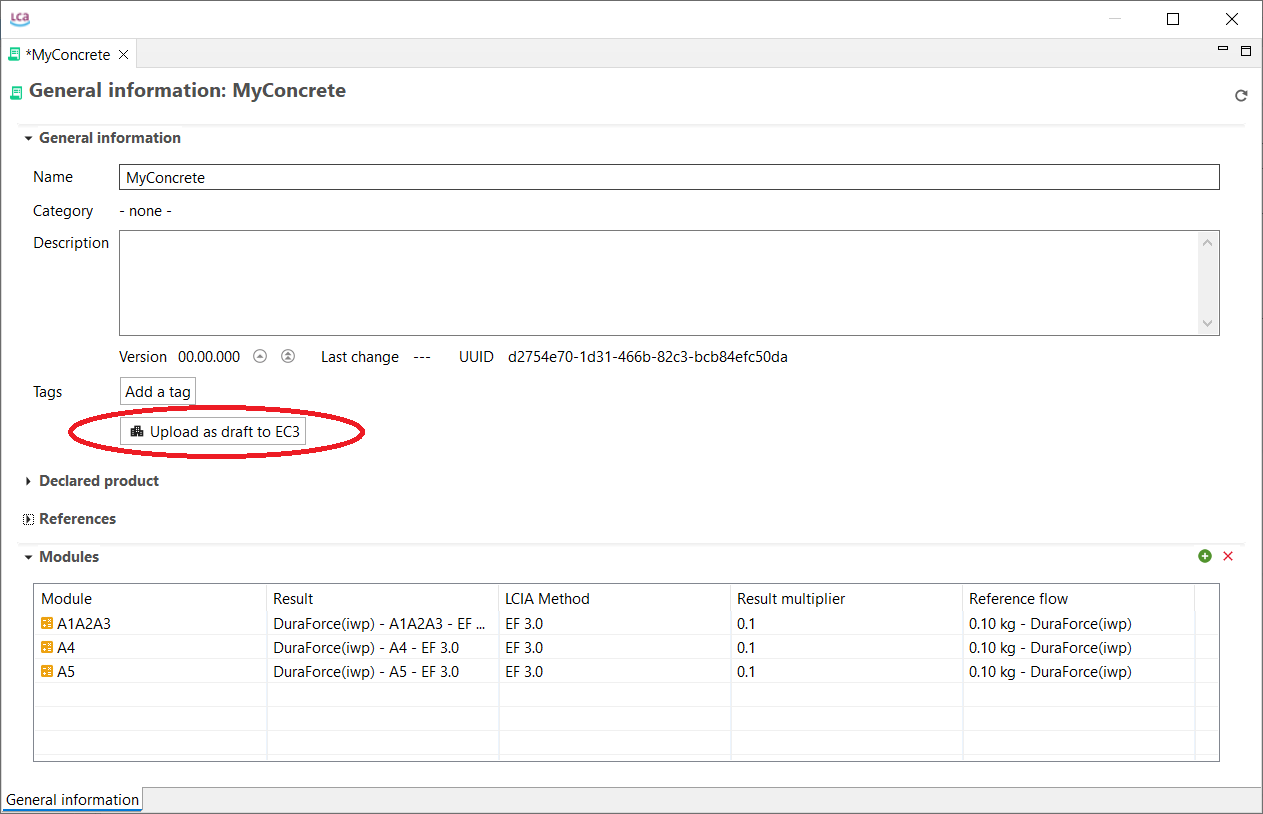 LCA
*MyConcrete
General information: MyConcrete
General information
Name MyConcrete
Category - none -
Description
Version 00.00.000 Last change --- UUID d2754e70-1d31-466b-82c3-bcb84efc50da
Tags Add a tag
Upload as draft to EC3
Declared product
References
Modules
Module Result LCIA Method Result multiplier Reference flow
A1A2A3 DuraForce(iwp) - A1A2A3 - EF ... EF 3.0 0.1 0.10 kg - DuraForce(iwp)
A4 DuraForce(iwp) - A4 - EF 3.0 EF 3.0 0.1 0.10 kg - DuraForce(iwp)
A5 DuraForce(iwp) - A5 - EF 3.0 EF 3.0 0.1 0.10 kg - DuraForce(iwp)
General information